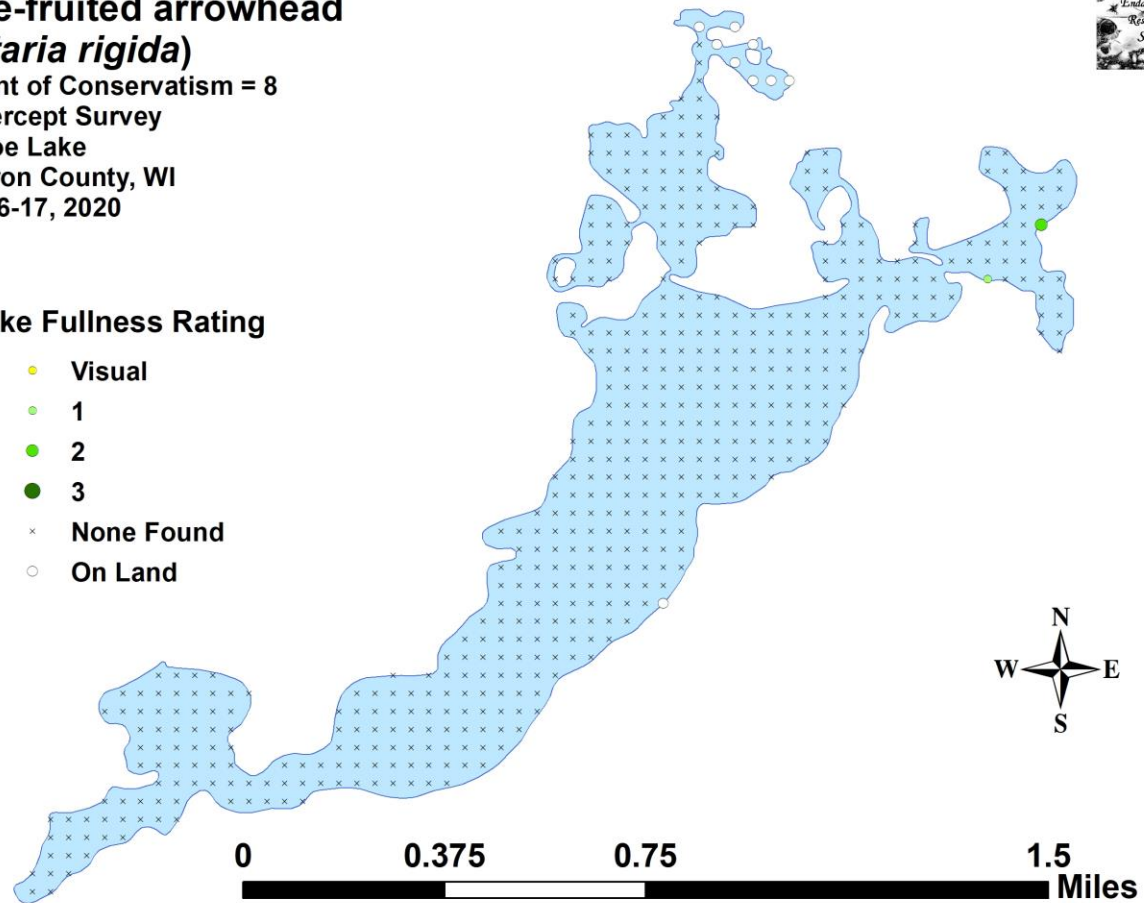 e-fruited arrowhead
taria rigida)
nt of Conservatism = 8
ercept Survey
oe Lake
ron County, WI
6-17, 2020
ke Fullness Rating
Visual
1
2
3
None Found
On Land
N
W E
S
0 0.375 0.75 1.5
Miles